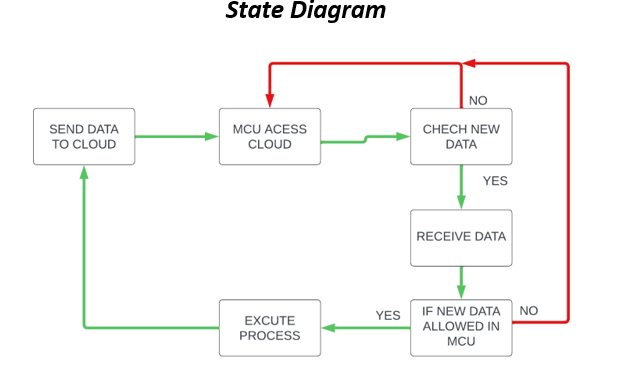 State Diagram
NO
SEND DATA
TO CLOUD
MCU ACESS
CLOUD
CHECH NEW
DATA
YES
RECEIVE DATA
EXCUTE
PROCESS
YES
IF NEW DATA
ALLOWED IN
MCU
NO